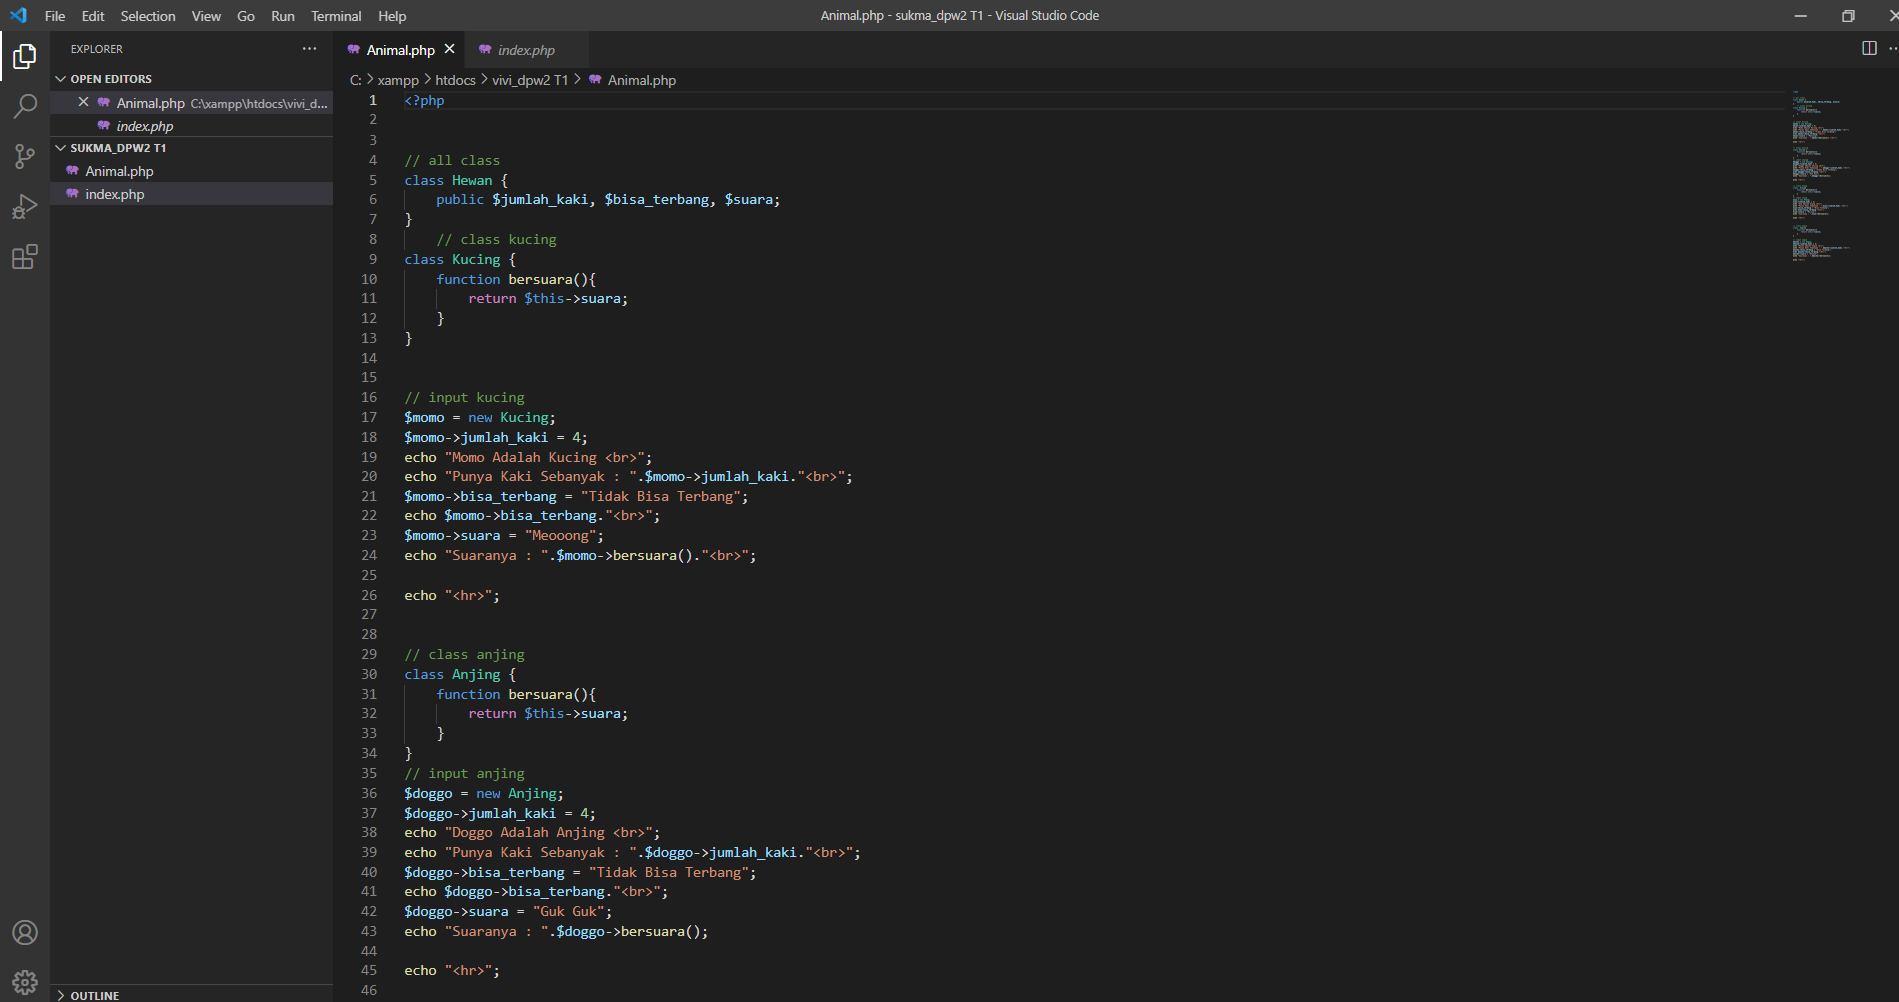 File Edit Selection View Go Run Terminal Help
Animal.php - sukma_dpw2 T1 - Visual Studio Code
EXPLORER
OPEN EDITORS
Animal.php C:\xampp\htdocs\vivi_d...
index.php
SUKMA_DPW2 T1
Animal.php
index.php
OUTLINE
Animal.php index.php
C: > xampp > htdocs > vivi_dpw2 T1 > Animal.php
1 <?php
2
3
4 // all class
5 class Hewan {
6 public $jumlah_kaki, $bisa_terbang, $suara;
7 }
8 // class kucing
9 class Kucing {
10 function bersuara(){
11 return $this->suara;
12 }
13 }
14
15
16 // input kucing
17 $momo = new Kucing;
18 $momo->jumlah_kaki = 4;
19 echo "Momo Adalah Kucing <br>";
20 echo "Punya Kaki Sebanyak : ".$momo->jumlah_kaki."<br>";
21 $momo->bisa_terbang = "Tidak Bisa Terbang";
22 echo $momo->bisa_terbang."<br>";
23 $momo->suara = "Meooong";
24 echo "Suaranya : ".$momo->bersuara()."<br>";
25
26 echo "<hr>";
27
28
29 // class anjing
30 class Anjing {
31 function bersuara(){
32 return $this->suara;
33 }
34 }
35 // input anjing
36 $doggo = new Anjing;
37 $doggo->jumlah_kaki = 4;
38 echo "Doggo Adalah Anjing <br>";
39 echo "Punya Kaki Sebanyak : ".$doggo->jumlah_kaki."<br>";
40 $doggo->bisa_terbang = "Tidak Bisa Terbang";
41 echo $doggo->bisa_terbang."<br>";
42 $doggo->suara = "Guk Guk";
43 echo "Suaranya : ".$doggo->bersuara();
44
45 echo "<hr>";
46